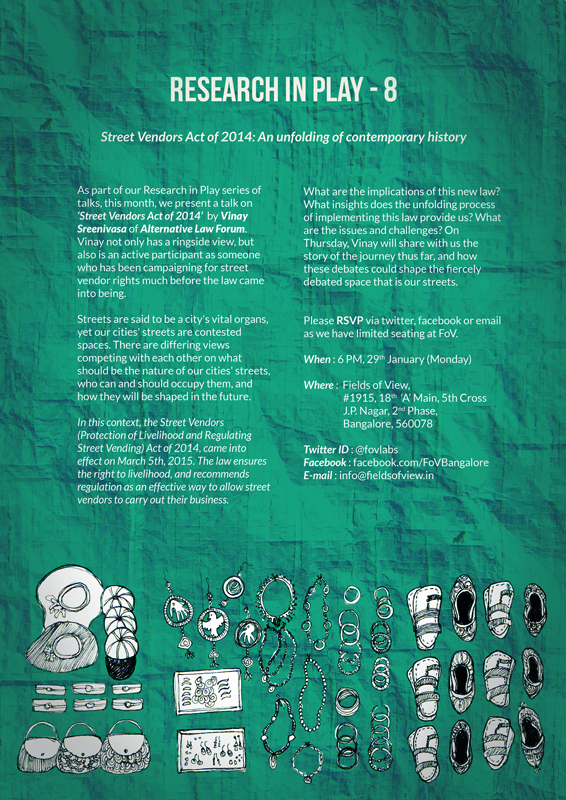 RESEARCH IN PLAY - 8
Street Vendors Act of 2014: An unfolding of contemporary history
As part of our Research in Play series of
talks, this month, we present a talk on
'Street Vendors Act of 2014' by Vinay
Sreenivasa of Alternative Law Forum.
Vinay not only has a ringside view, but
also is an active participant as someone
who has been campaigning for street
vendor rights much before the law came
into being.
Streets are said to be a city's vital organs,
yet our cities' streets are contested
spaces. There are differing views
competing with each other on what
should be the nature of our cities' streets,
who can and should occupy them, and
how they will be shaped in the future.
In this context, the Street Vendors
(Protection of Livelihood and Regulating
Street Vending) Act of 2014, came into
effect on March 5th, 2015. The law ensures
the right to livelihood, and recommends
regulation as an effective way to allow street
vendors to carry out their business.
What are the implications of this new law?
What insights does the unfolding process
of implementing this law provide us? What
are the issues and challenges? On
Thursday, Vinay will share with us the
story of the journey thus far, and how
these debates could shape the fiercely
debated space that is our streets.
Please RSVP via twitter, facebook or email
as we have limited seating at FoV.
When : 6 PM, 29th January (Monday)
Where : Fields of View,
#1915, 18th 'A' Main, 5th Cross
J.P. Nagar, 2nd Phase,
Bangalore, 560078
Twitter ID : @fovlabs
Facebook : facebook.com/FoVBangalore
E-mail : info@fieldsofview.in